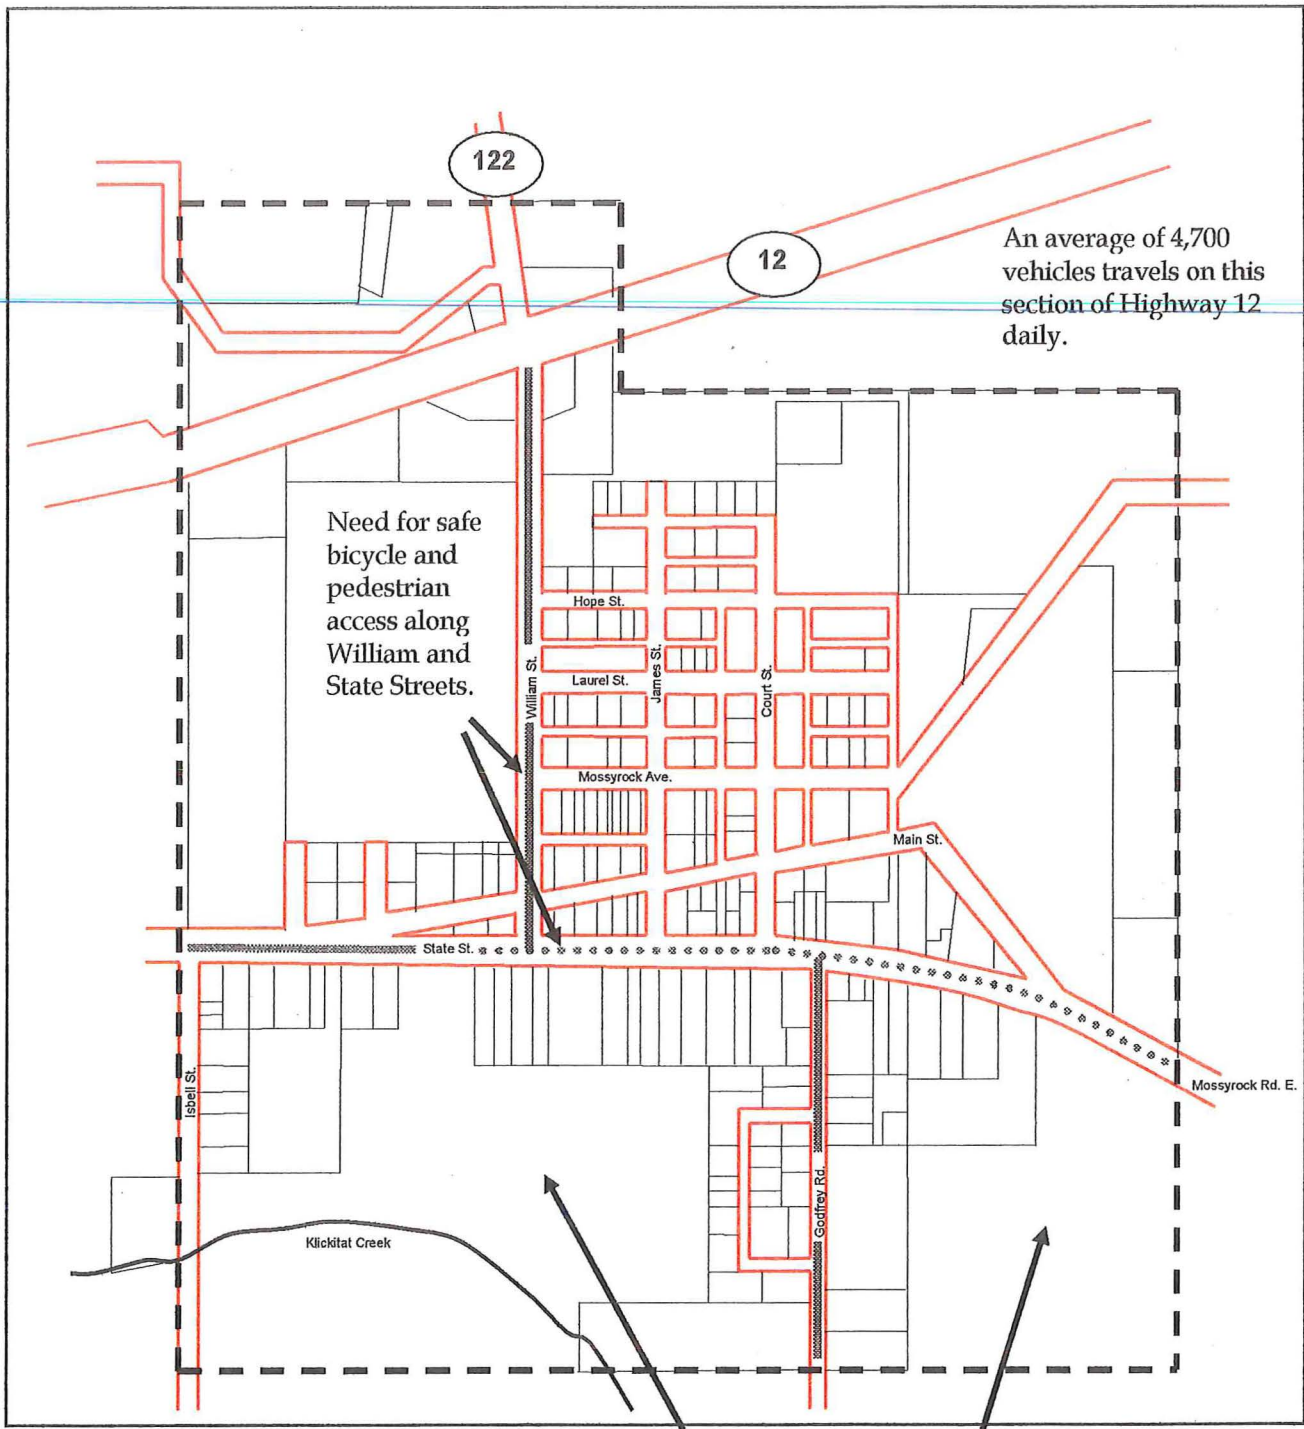 122
12
An average of 4,700
vehicles travels on this
section of Highway 12
daily.
Need for safe
bicycle and
pedestrian
access along
William and
State Streets.
Hope St.
William St.
Laurel St.
James St.
Court St.
Mossyrock Ave.
Main St.
State St.
Isbell St.
Mossyrock Rd. E.
Godfrey Rd.
Klickitat Creek